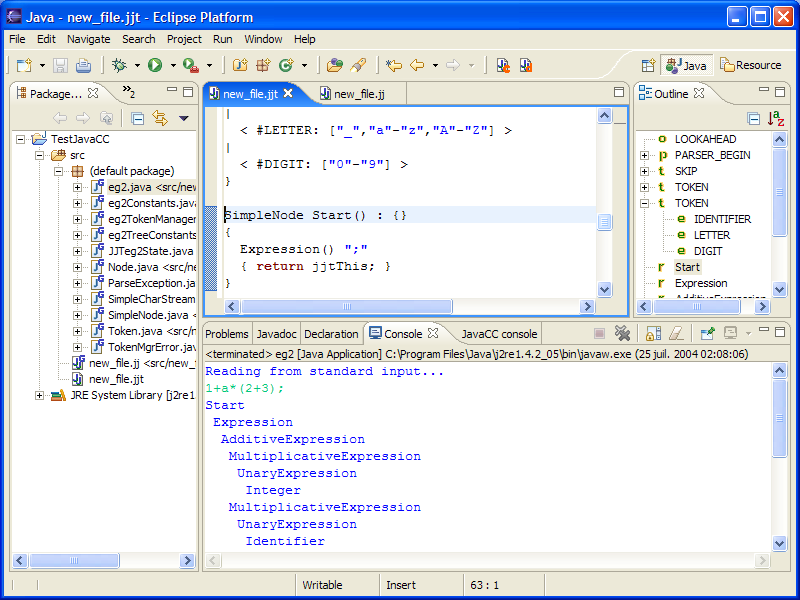 Java - new_file.jjt - Eclipse Platform
File Edit Navigate Search Project Run Window Help
Java Resource
Package... »2
TestJavaCC
src
(default package)
eg2.java <src/new
eg2Constants.java
eg2TokenManager
eg2TreeConstants
JJTeg2State.java
Node.java <src/ne
ParseException.ja
SimpleCharStream
SimpleNode.java <
Token.java <src/n
TokenMgrError.jav
new_file.jj <src/new_
new_file.jjt
JRE System Library [j2re1
new_file.jjt new_file.jj
|
< #LETTER: ["_","a"-"z","A"-"Z"] >
|
< #DIGIT: ["0"-"9"] >
}
SimpleNode Start() : {}
{
Expression() ";"
{ return jjtThis; }
}
Outline
LOOKAHEAD
PARSER_BEGIN
SKIP
TOKEN
TOKEN
IDENTIFIER
LETTER
DIGIT
Start
Expression
AdditiveExpression
Problems Javadoc Declaration Console JavaCC console
<terminated> eg2 [Java Application] C:\Program Files\Java\j2re1.4.2_05\bin\javaw.exe (25 juil. 2004 02:08:06)
Reading from standard input...
1+a*(2+3);
Start
Expression
AdditiveExpression
MultiplicativeExpression
UnaryExpression
Integer
MultiplicativeExpression
UnaryExpression
Identifier
Writable Insert 63 : 1